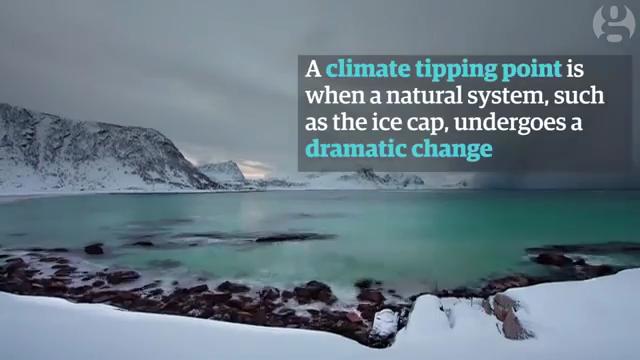 A climate tipping point is
when a natural system, such
as the ice cap, undergoes a
dramatic change